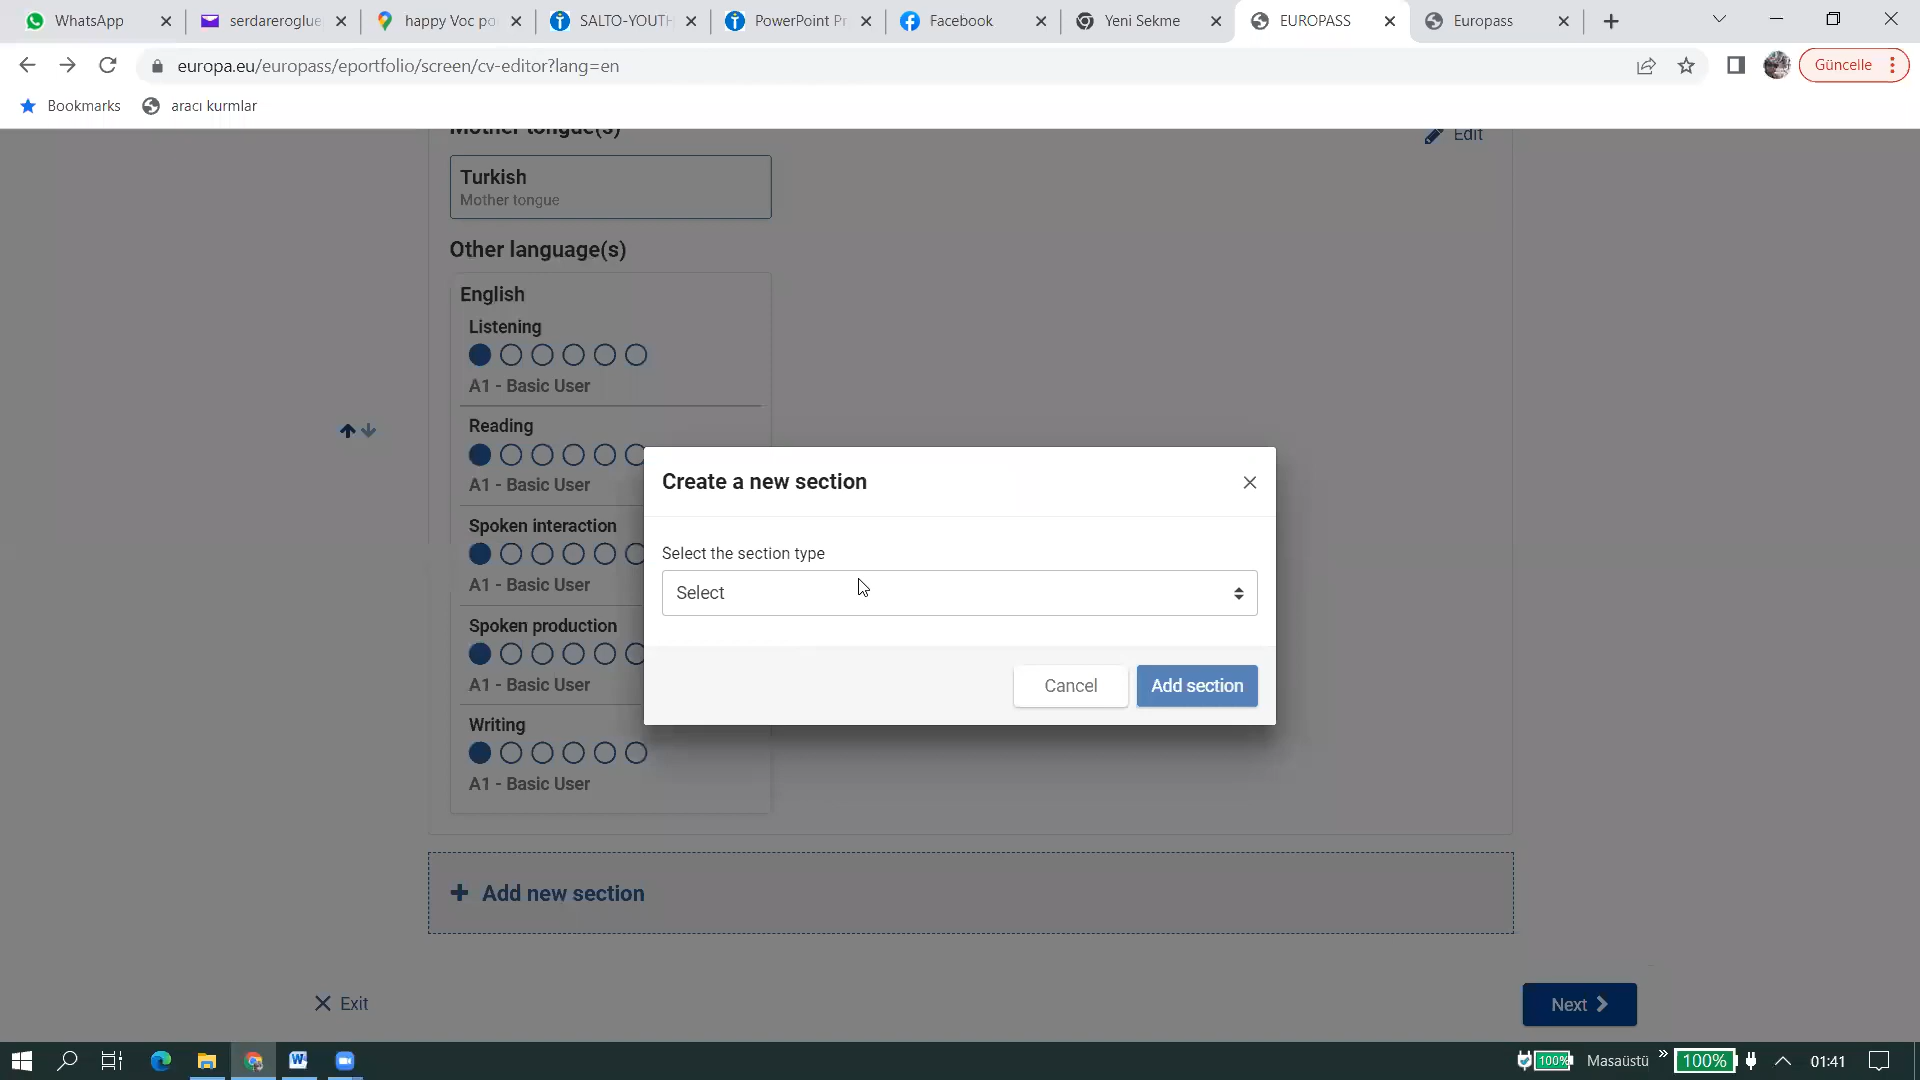 WhatsApp
serdareroglue
happy Voc po
SALTO-YOUTH
PowerPoint Pr
Facebook
Yeni Sekme
EUROPASS
Europass
europa.eu/europass/eportfolio/screen/cv-editor?lang=en
Güncelle
Bookmarks
aracı kurmlar
Mother tongue(s)
Edit
Turkish
Mother tongue
Other language(s)
English
Listening
A1 - Basic User
Reading
A1 - Basic User
Spoken interaction
A1 - Basic User
Spoken production
A1 - Basic User
Writing
A1 - Basic User
Create a new section
Select the section type
Select
Cancel
Add section
Add new section
Exit
Next
100%
Masaüstü
100%
01:41